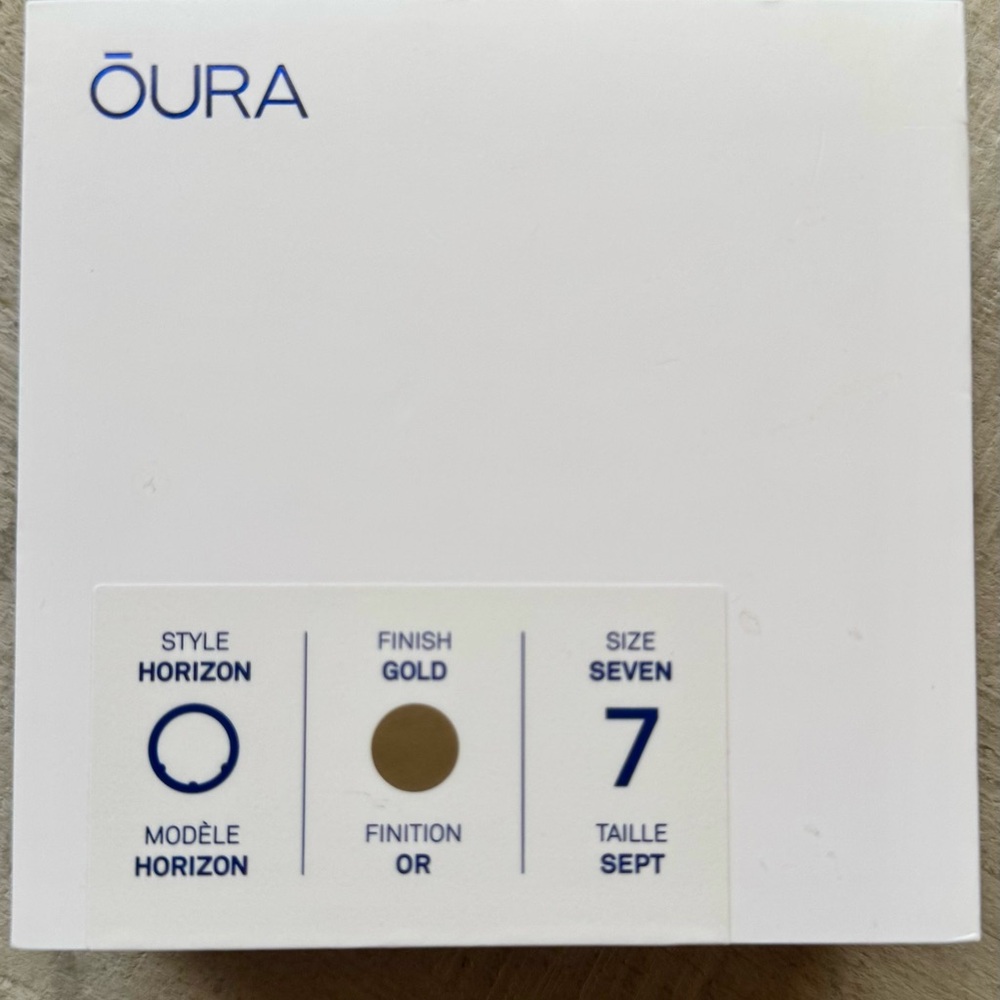 ŌURA
STYLE
HORIZON
MODÈLE
HORIZON
FINISH
GOLD
FINITION
OR
SIZE
SEVEN
7
TAILLE
SEPT